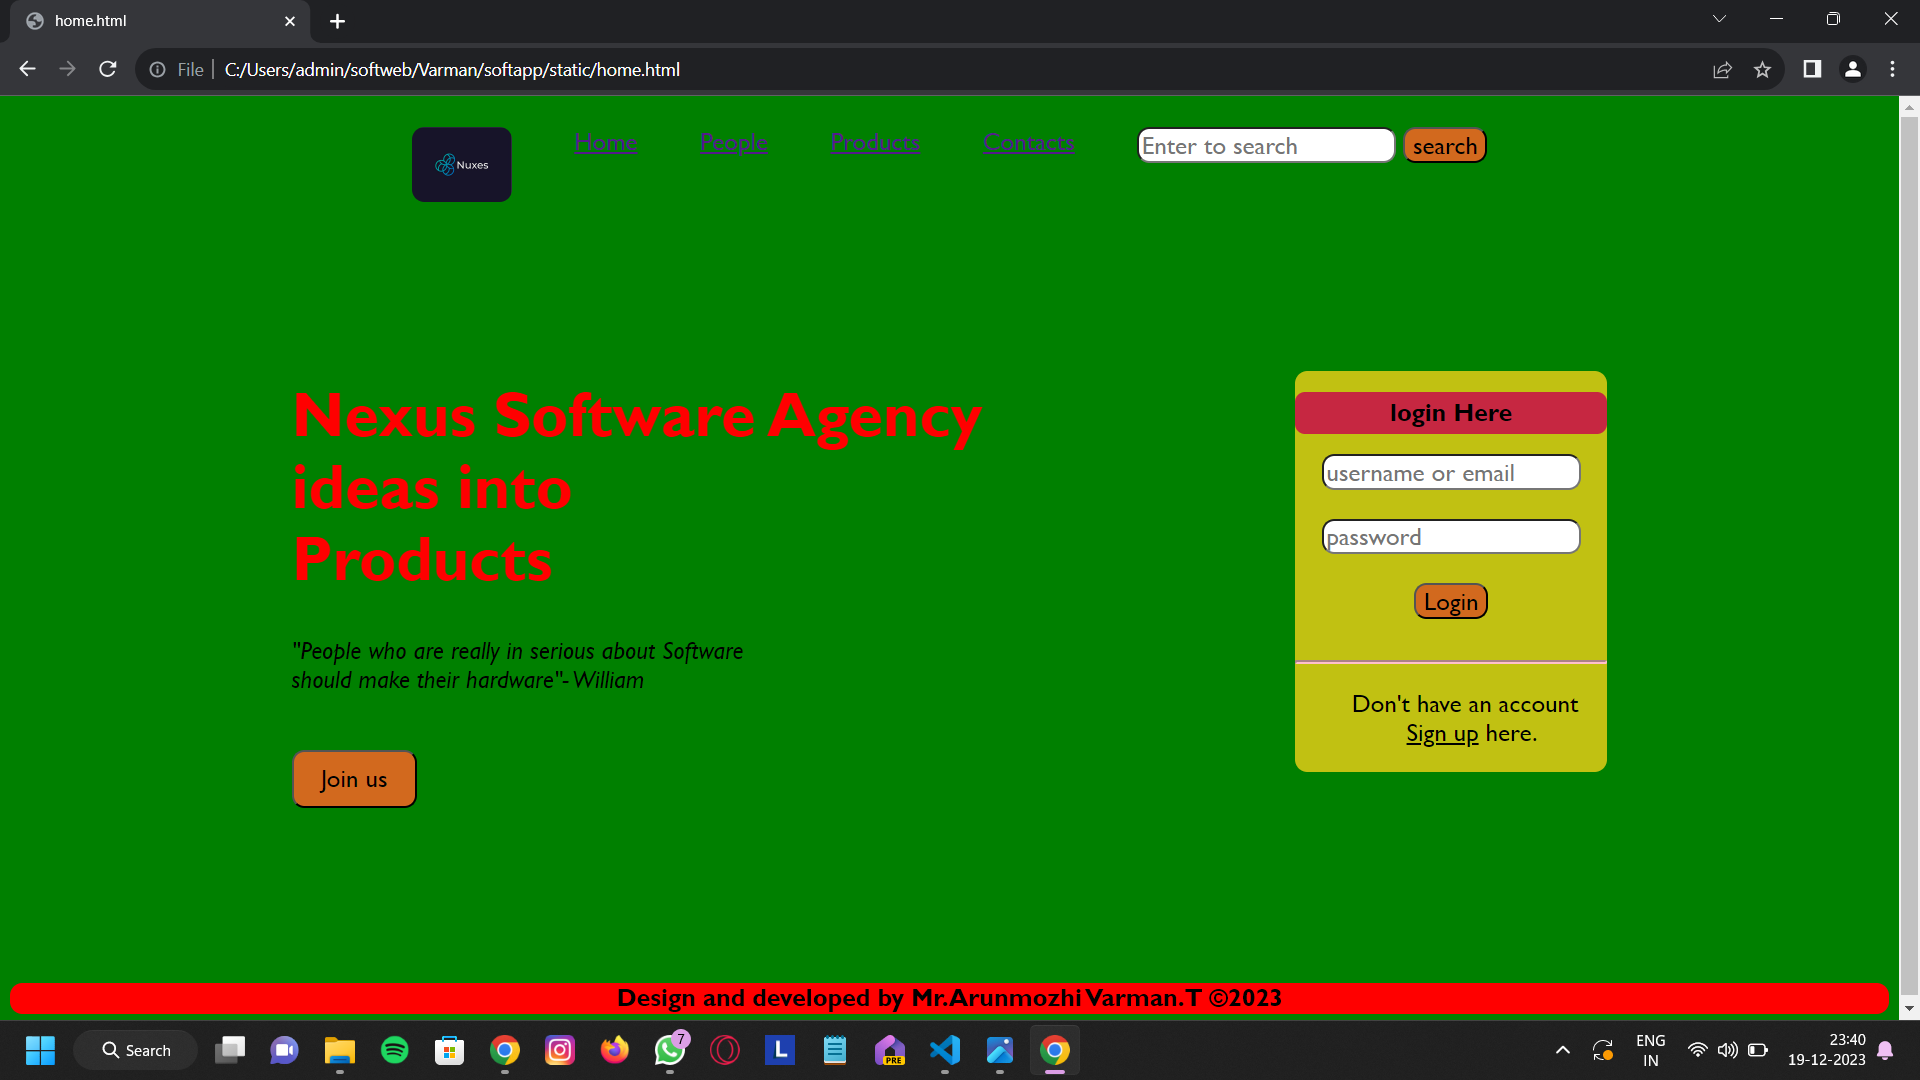 home.html
File
C:/Users/admin/softweb/Varman/softapp/static/home.html
Nuxes
Home
People
Products
Contacts
Enter to search
search
Nexus Software Agency
ideas into
Products
"People who are really in serious about Software
should make their hardware"- William
Join us
login Here
username or email
password
Login
Don't have an account
Sign up here.
Design and developed by Mr.Arunmozhi Varman.T ©2023
Search
7
L
PRE
ENG
IN
23:40
19-12-2023